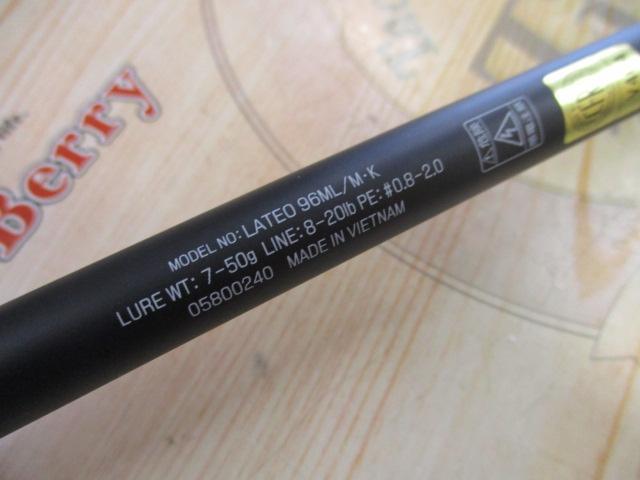 MODEL NO: LATEO 96ML/M·K
LURE WT: 7-50g LINE: 8-20lb PE: #0.8-2.0
05800240 MADE IN VIETNAM
Berry